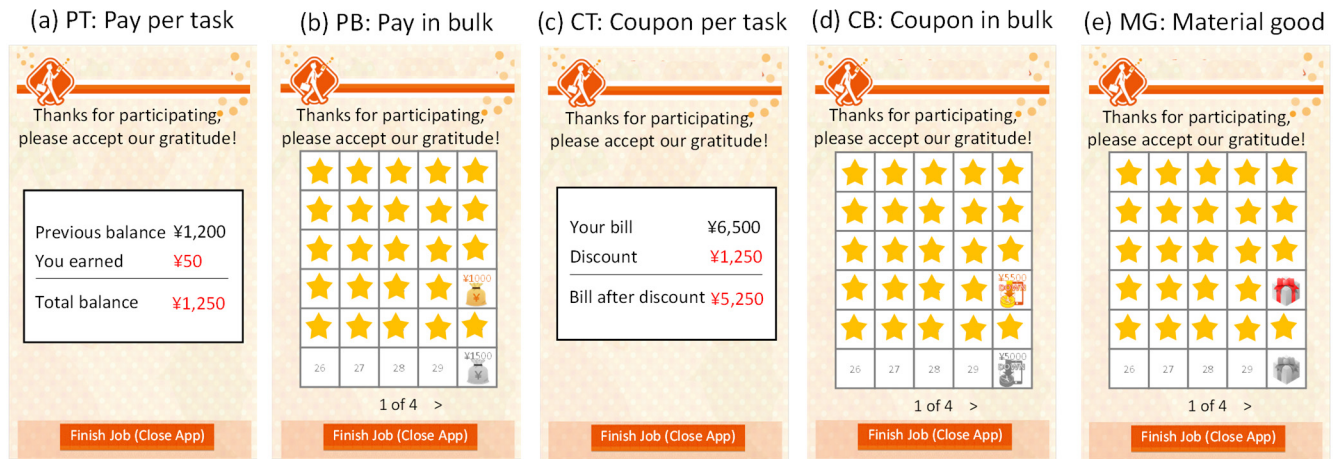 (a) PT: Pay per task
Thanks for participating,
please accept our gratitude!
Previous balance ¥1,200
You earned ¥50
Total balance ¥1,250
Finish Job (Close App)
(b) PB: Pay in bulk
Thanks for participating,
please accept our gratitude!
¥1000
¥
¥1500
¥
26 27 28 29
1 of 4 >
Finish Job (Close App)
(c) CT: Coupon per task
Thanks for participating,
please accept our gratitude!
Your bill ¥6,500
Discount ¥1,250
Bill after discount ¥5,250
Finish Job (Close App)
(d) CB: Coupon in bulk
Thanks for participating,
please accept our gratitude!
¥5500
DOWN
¥5000
DOWN
26 27 28 29
1 of 4 >
Finish Job (Close App)
(e) MG: Material good
Thanks for participating,
please accept our gratitude!
26 27 28 29
1 of 4 >
Finish Job (Close App)